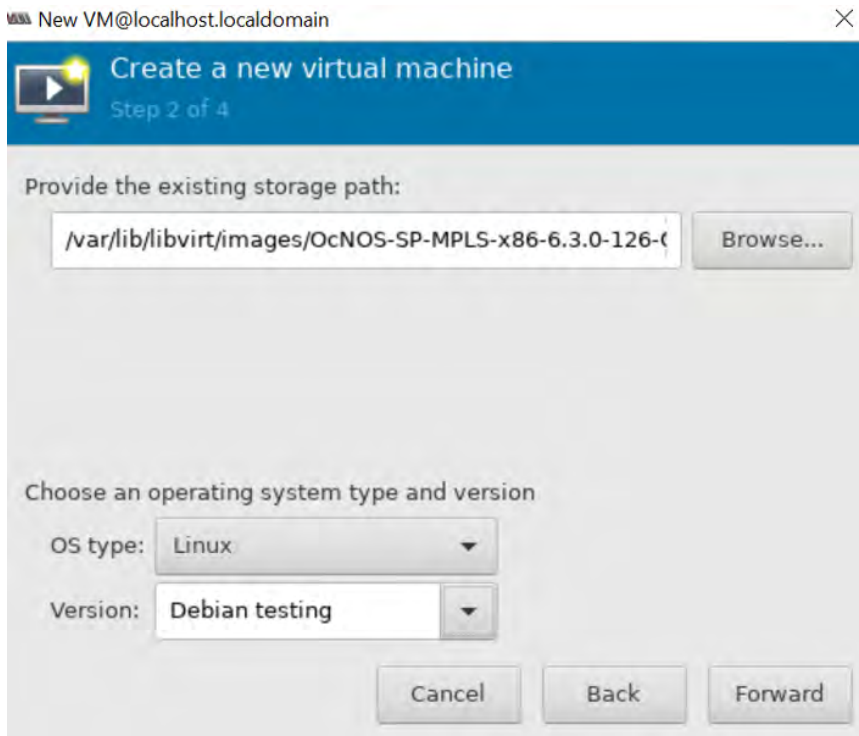 New VM@localhost.localdomain
Create a new virtual machine
Step 2 of 4
Provide the existing storage path:
/var/lib/libvirt/images/OcNOS-SP-MPLS-x86-6.3.0-126- Browse...
Choose an operating system type and version
OS type: Linux
Version: Debian testing
Cancel Back Forward